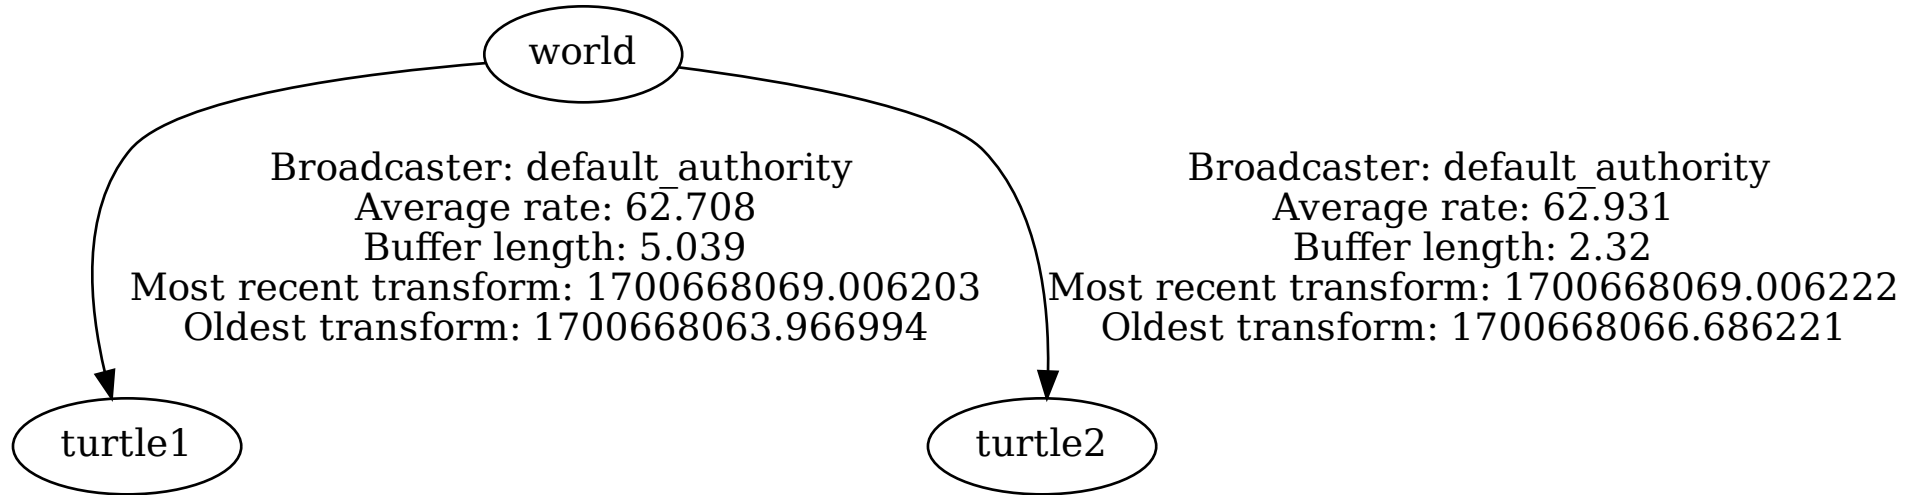 world
Broadcaster: default_authority
Average rate: 62.708
Buffer length: 5.039
Most recent transform: 1700668069.006203
Oldest transform: 1700668063.966994
Broadcaster: default_authority
Average rate: 62.931
Buffer length: 2.32
Most recent transform: 1700668069.006222
Oldest transform: 1700668066.686221
turtle1
turtle2